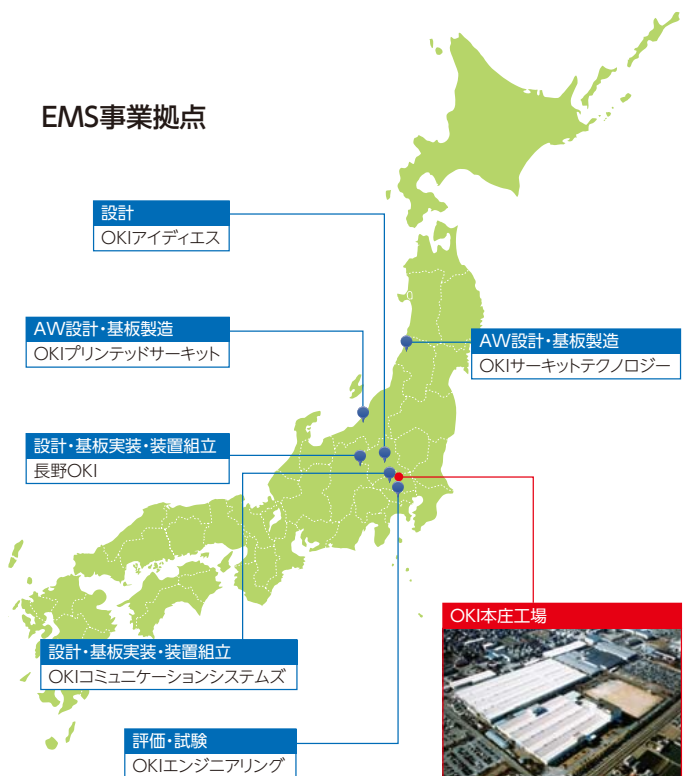 EMS事業拠点
設計
OKIアイディエス
AW設計・基板製造
OKIプリンテッドサーキット
AW設計・基板製造
OKIサーキットテクノロジー
設計・基板実装・装置組立
長野OKI
OKI本庄工場
設計・基板実装・装置組立
OKIコミュニケーションシステムズ
評価・試験
OKIエンジニアリング